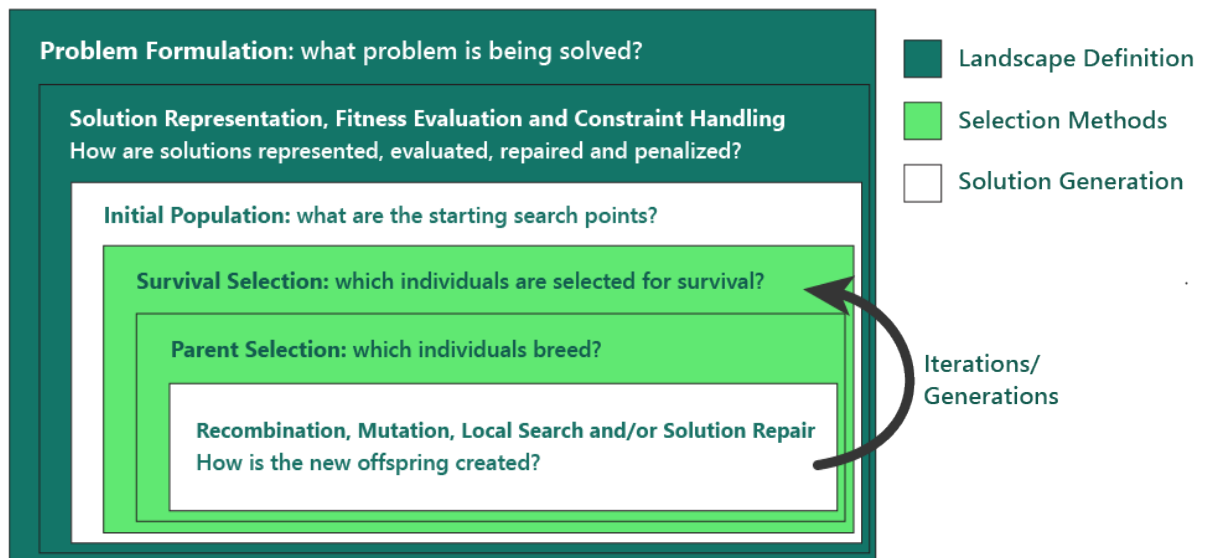 Problem Formulation: what problem is being solved?
Solution Representation, Fitness Evaluation and Constraint Handling
How are solutions represented, evaluated, repaired and penalized?
Initial Population: what are the starting search points?
Survival Selection: which individuals are selected for survival?
Parent Selection: which individuals breed?
Recombination, Mutation, Local Search and/or Solution Repair
How is the new offspring created?
Landscape Definition
Selection Methods
Solution Generation
Iterations/
Generations